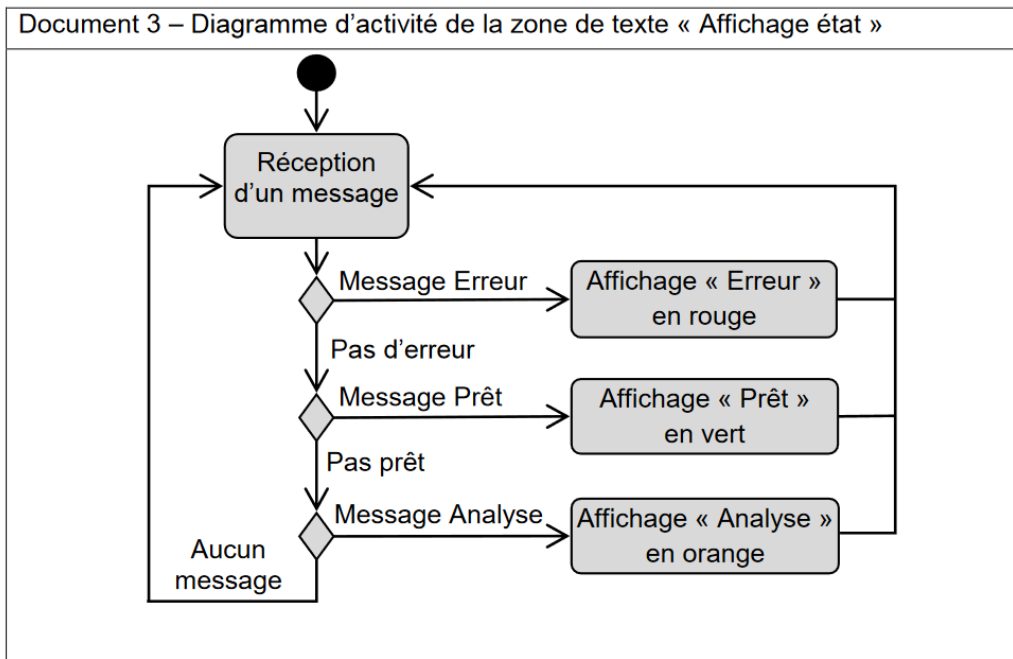 Document 3 – Diagramme d’activité de la zone de texte « Affichage état »
Réception
d’un message
Message Erreur
Affichage « Erreur »
en rouge
Pas d’erreur
Message Prêt
Affichage « Prêt »
en vert
Pas prêt
Message Analyse
Affichage « Analyse »
en orange
Aucun
message